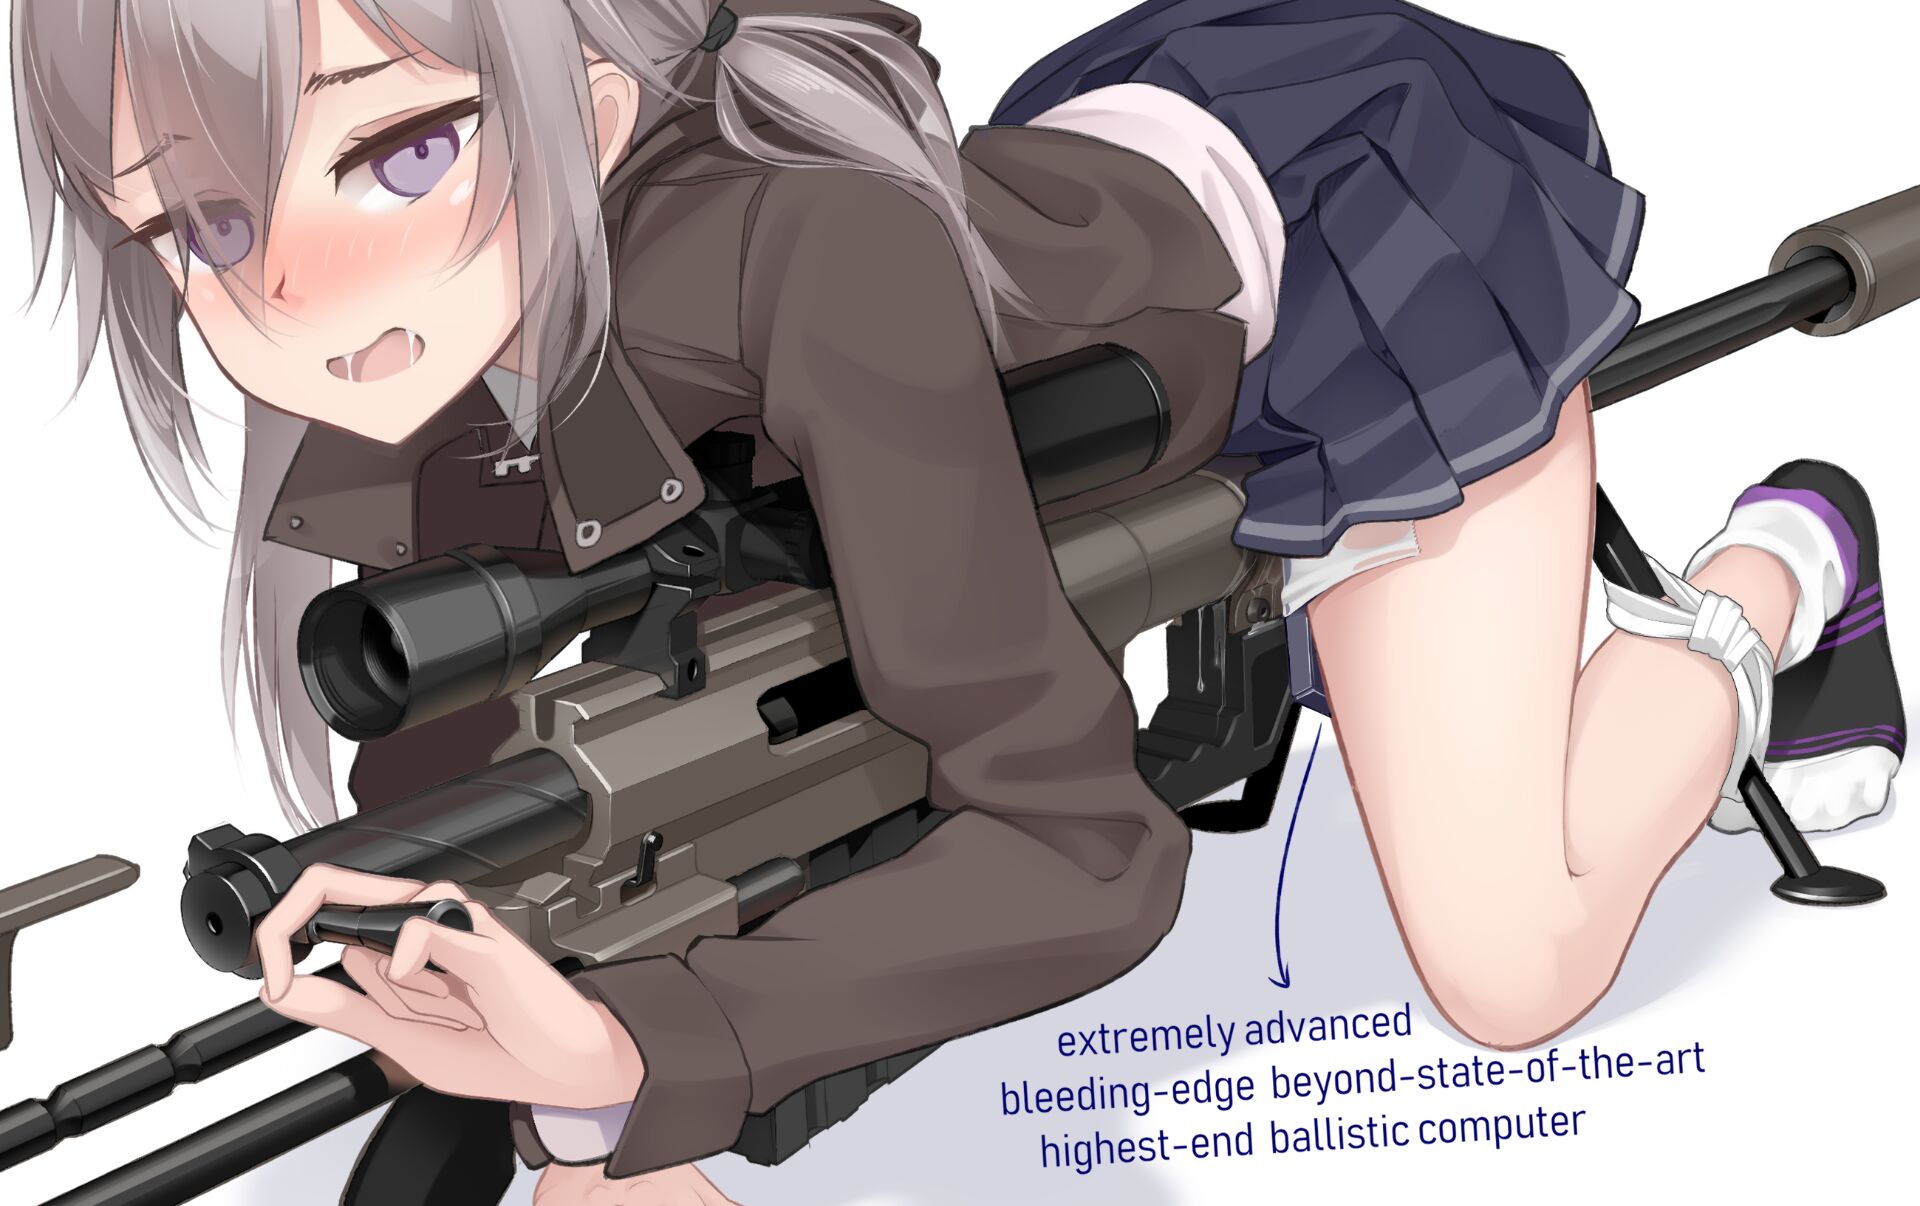 extremely advanced
bleeding-edge beyond-state-of-the-art
highest-end ballistic computer